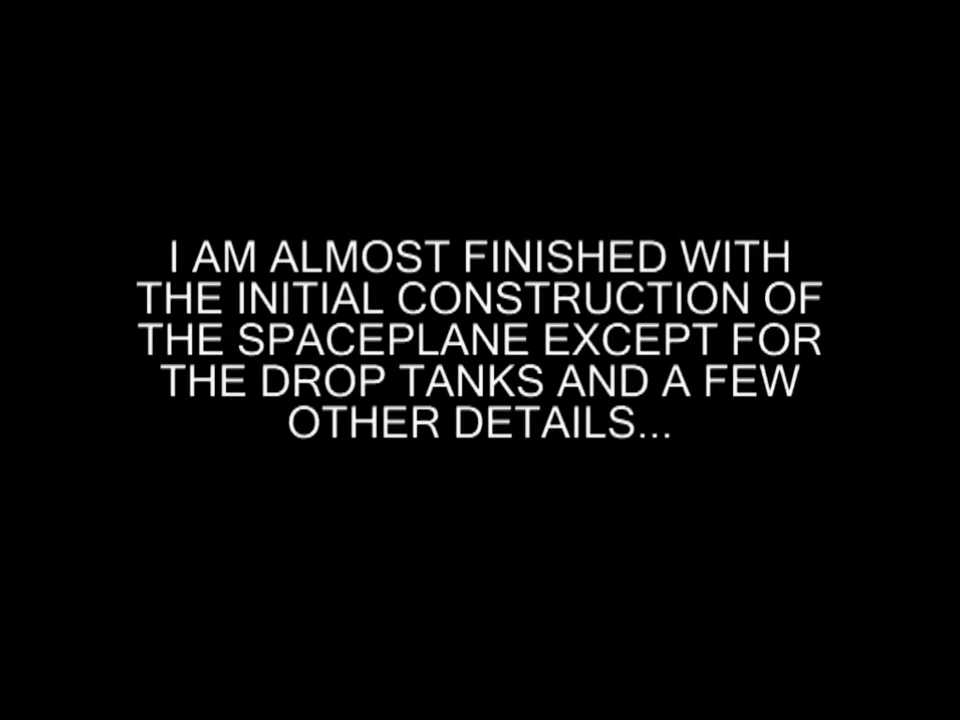 I AM ALMOST FINISHED WITH
THE INITIAL CONSTRUCTION OF
THE SPACEPLANE EXCEPT FOR
THE DROP TANKS AND A FEW
OTHER DETAILS...